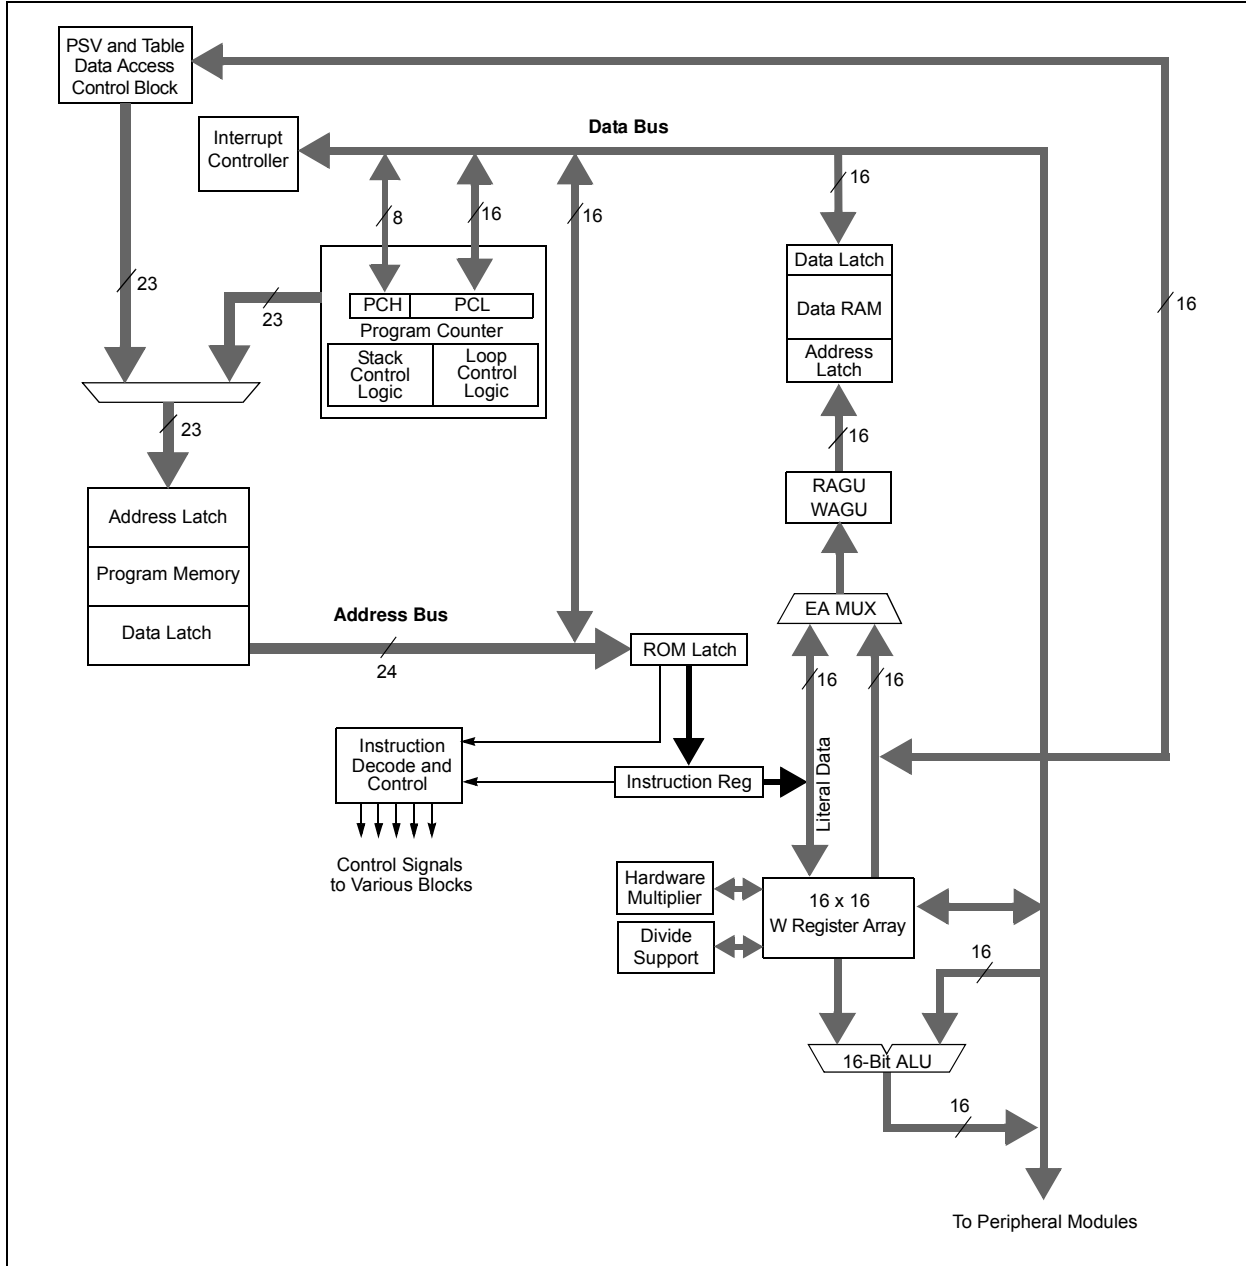 PSV and Table
Data Access
Control Block
Data Bus
Interrupt
Controller
16
8
16
16
16
Data Latch
Data RAM
Address
Latch
23
23
PCH
PCL
Program Counter
Stack
Control
Logic
Loop
Control
Logic
23
16
RAGU
WAGU
Address Latch
Program Memory
Data Latch
Address Bus
24
EA MUX
ROM Latch
16
16
Instruction
Decode and
Control
Instruction Reg
Literal Data
Control Signals
to Various Blocks
Hardware
Multiplier
16 x 16
W Register Array
Divide
Support
16
16-Bit ALU
16
To Peripheral Modules